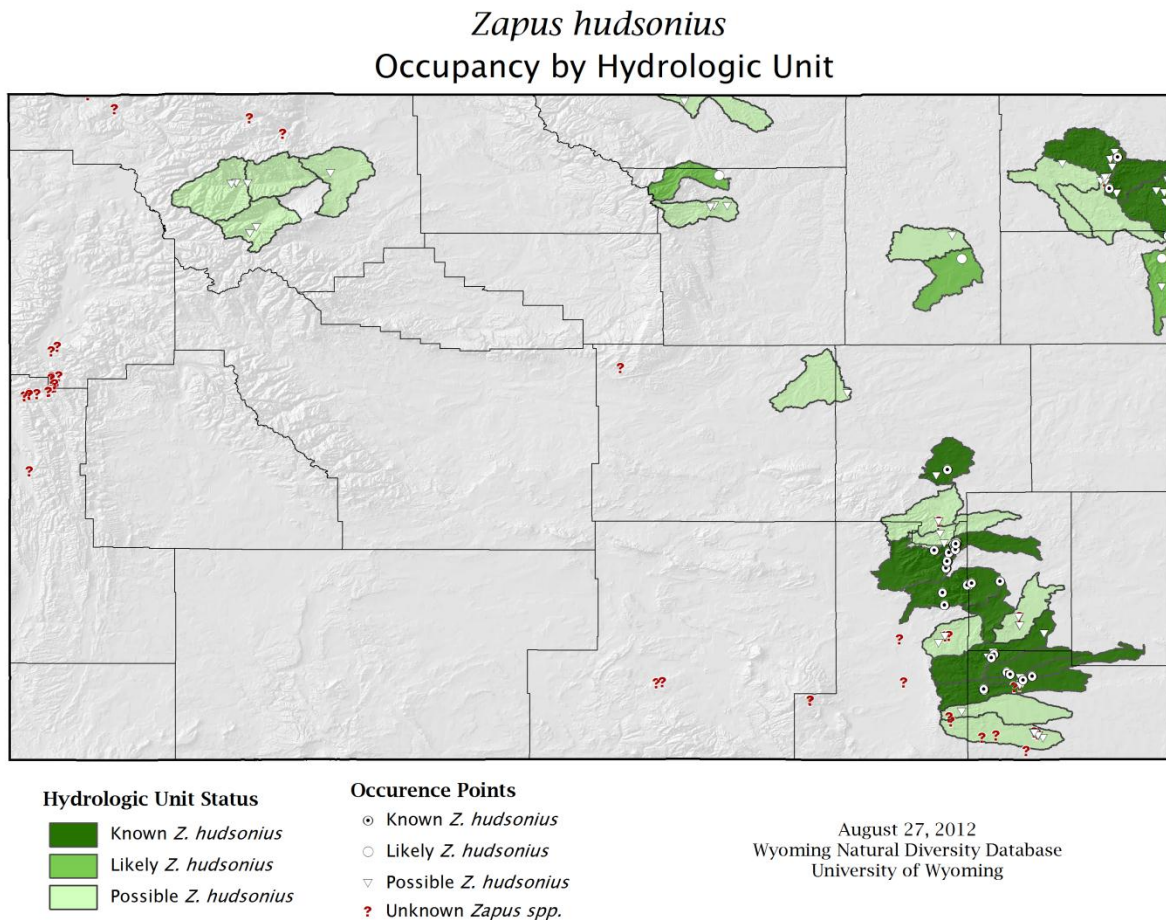 Zapus hudsonius
Occupancy by Hydrologic Unit
Hydrologic Unit Status
Known Z. hudsonius
Likely Z. hudsonius
Possible Z. hudsonius
Occurence Points
Known Z. hudsonius
Likely Z. hudsonius
Possible Z. hudsonius
? Unknown Zapus spp.
August 27, 2012
Wyoming Natural Diversity Database
University of Wyoming